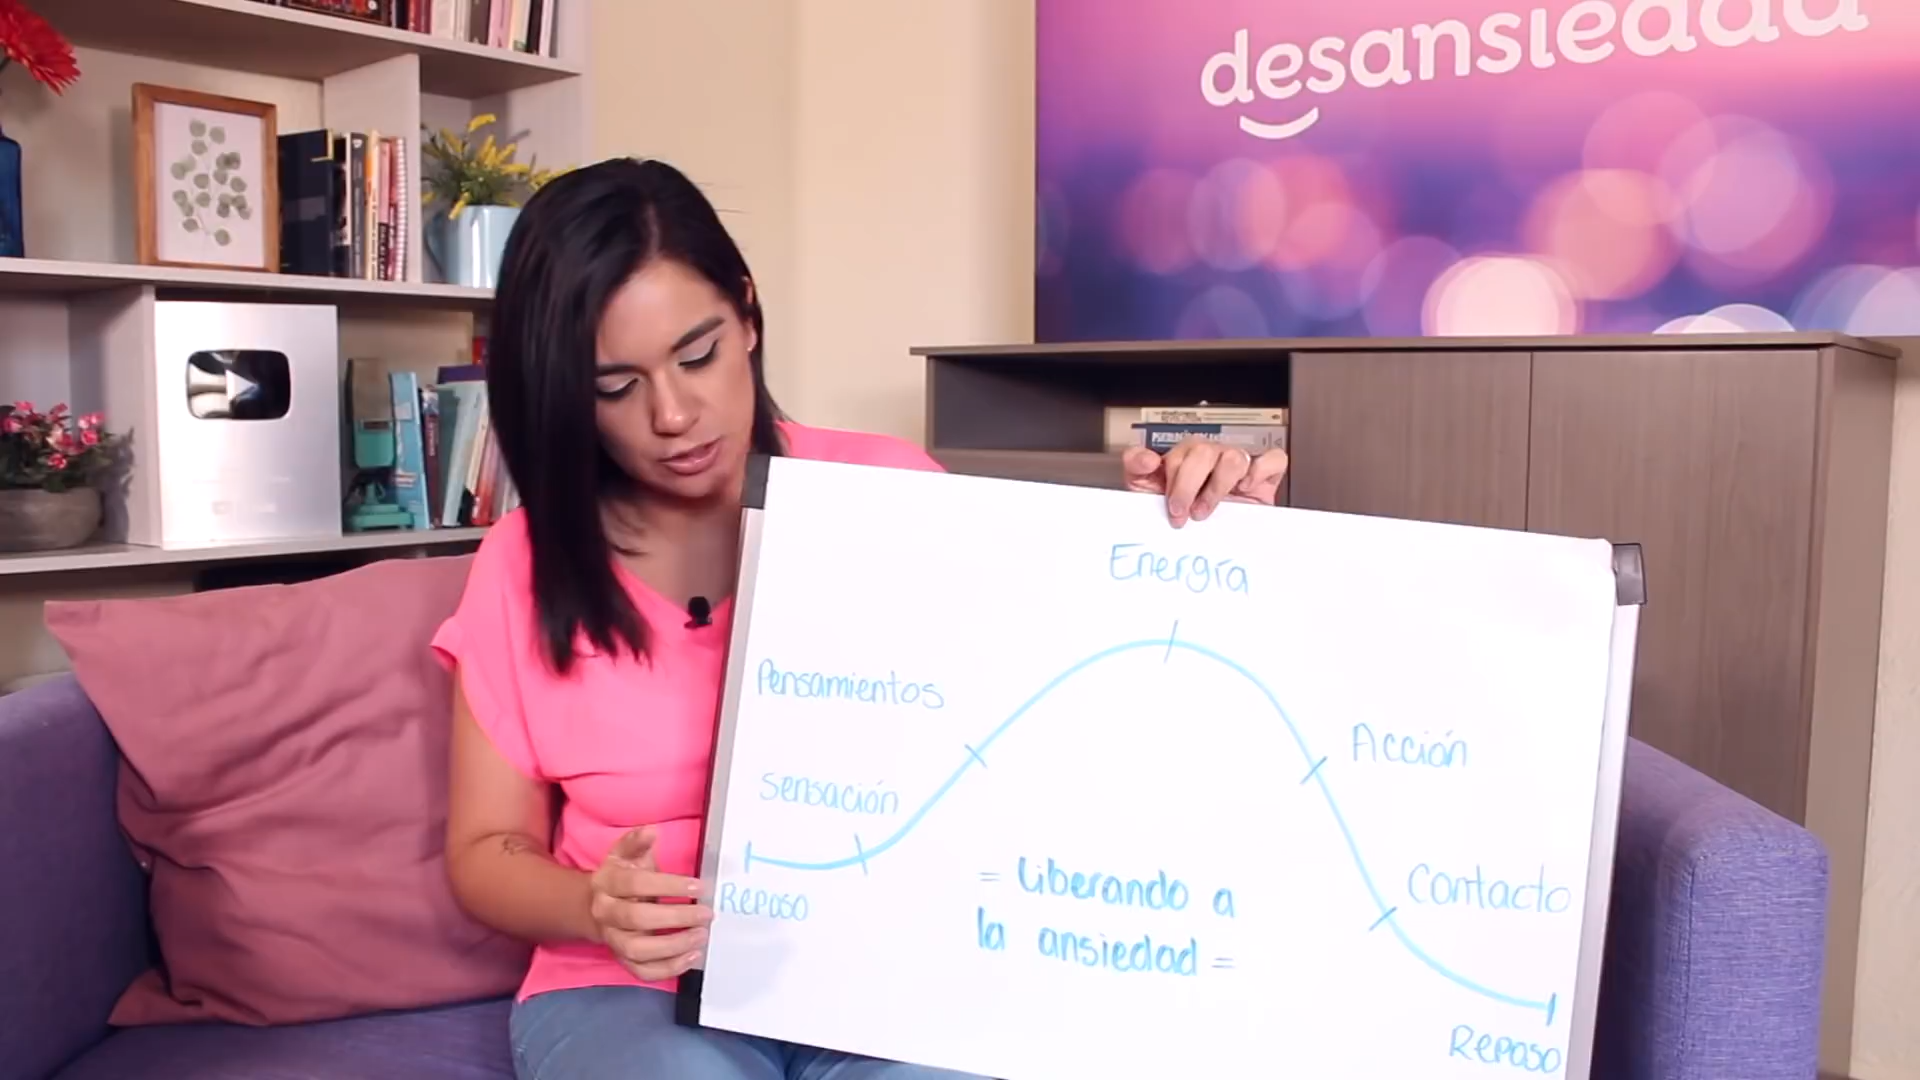 desansiedad
Energía
Pensamientos
Acción
Sensación
Contacto
= Liberando a
la ansiedad =
Reposo
Reposo